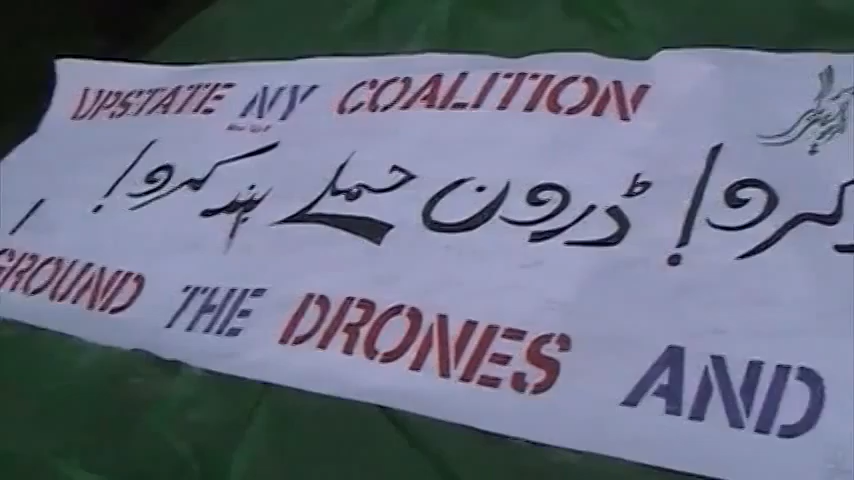 UPSTATE NY COALITION
کرو! ڈرون حملے بند کرو!
GROUND THE DRONES AND